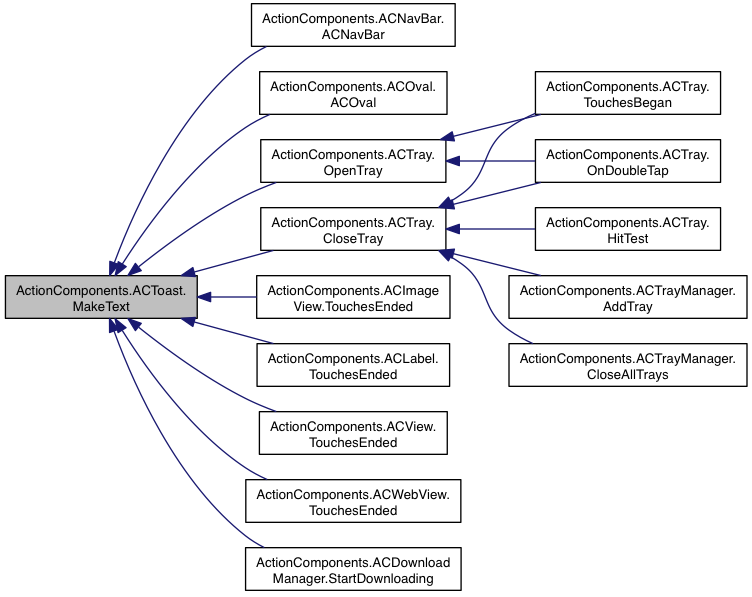 ActionComponents.ACNavBar.
ACNavBar
ActionComponents.ACOval.
ACOval
ActionComponents.ACTray.
TouchesBegan
ActionComponents.ACTray.
OpenTray
ActionComponents.ACTray.
OnDoubleTap
ActionComponents.ACTray.
CloseTray
ActionComponents.ACTray.
HitTest
ActionComponents.ACToast.
MakeText
ActionComponents.ACImage
View.TouchesEnded
ActionComponents.ACTrayManager.
AddTray
ActionComponents.ACLabel.
TouchesEnded
ActionComponents.ACTrayManager.
CloseAllTrays
ActionComponents.ACView.
TouchesEnded
ActionComponents.ACWebView.
TouchesEnded
ActionComponents.ACDownload
Manager.StartDownloading